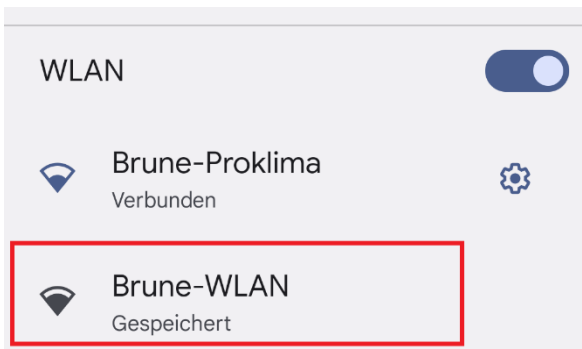 WLAN
Brune-Proklima
Verbunden
Brune-WLAN
Gespeichert